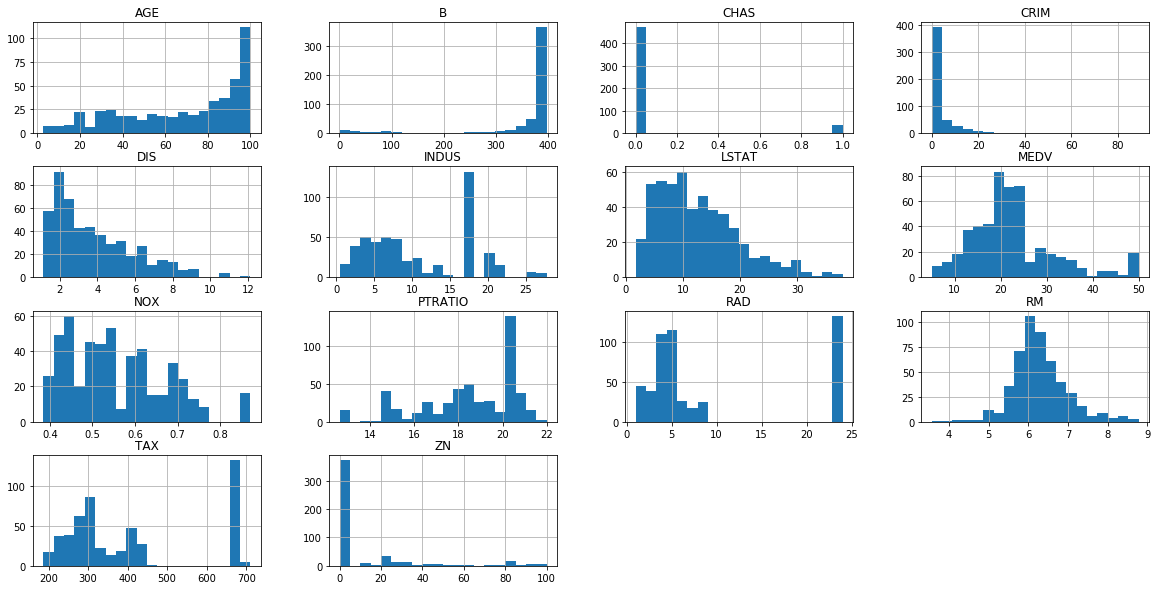 AGE B CHAS CRIM
100 75 50 25 0
300 200 100 0
400 300 200 100 0
400 300 200 100 0
0 20 40 60 80 100
0 100 200 300 400
0.0 0.2 0.4 0.6 0.8 1.0
0 20 40 60 80
DIS INDUS LSTAT MEDV
80 60 40 20 0
100 50 0
60 40 20 0
80 60 40 20 0
2 4 6 8 10 12
0 5 10 15 20 25
0 10 20 30
10 20 30 40 50
NOX PTRATIO RAD RM
60 40 20 0
100 50 0
100 50 0
100 75 50 25 0
0.4 0.5 0.6 0.7 0.8
14 16 18 20 22
0 5 10 15 20 25
4 5 6 7 8 9
TAX ZN
100 50 0
300 200 100 0
200 300 400 500 600 700
0 20 40 60 80 100